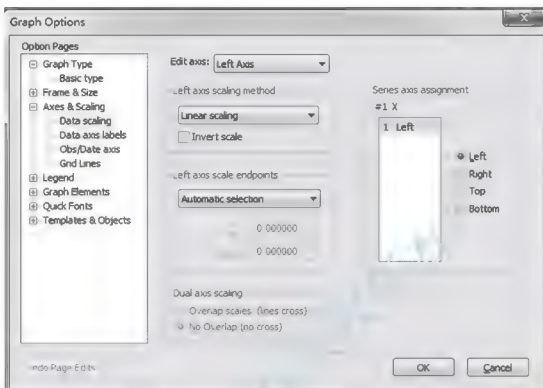 Graph Options
Option Pages
Graph Type
Basic type
Frame & Size
Axes & Scaling
Data scaling
Data axis labels
Obs/Date axis
Grid Lines
Legend
Graph Elements
Quick Fonts
Templates & Objects
Edit axis: Left Axis
Left axis scaling method
Linear scaling
Invert scale
Left axis scale endpoints
Automatic selection
0 000000
0 000000
Dual axis scaling
Overlap scales (lines cross)
No Overlap (no cross)
Series axis assignment
#1 X
1 Left
Left
Right
Top
Bottom
Undo Page Edits
OK
Cancel